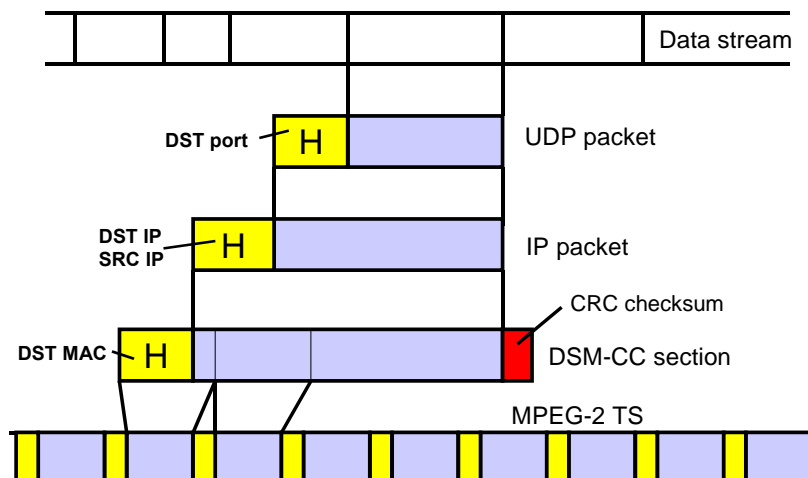 Data stream
DST port
H
UDP packet
DST IP
SRC IP
H
IP packet
CRC checksum
DST MAC
H
DSM-CC section
MPEG-2 TS